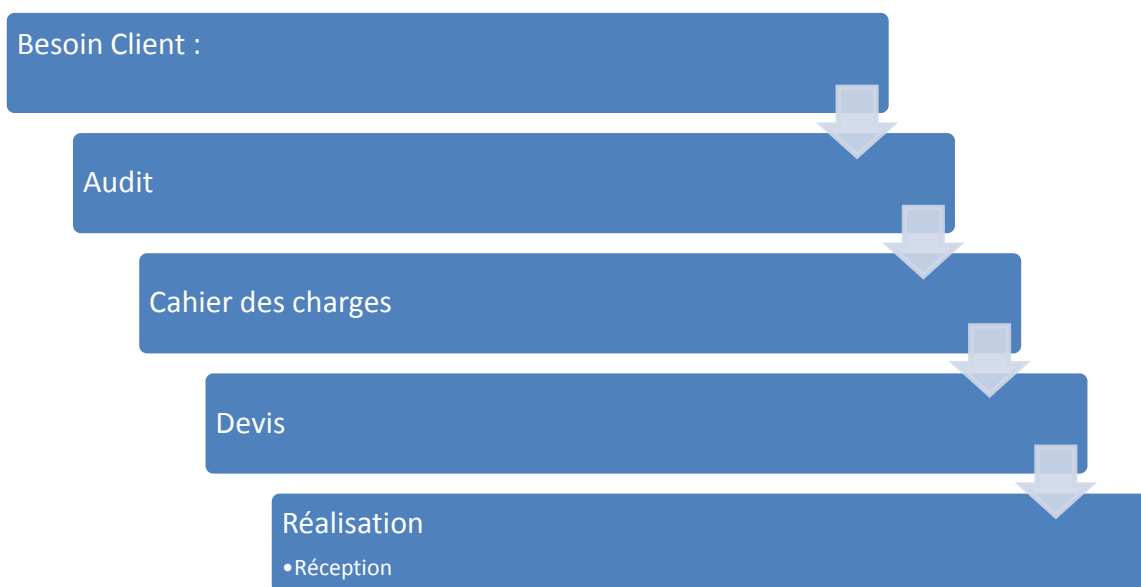 Besoin Client :
Audit
Cahier des charges
Devis
Réalisation
•Réception